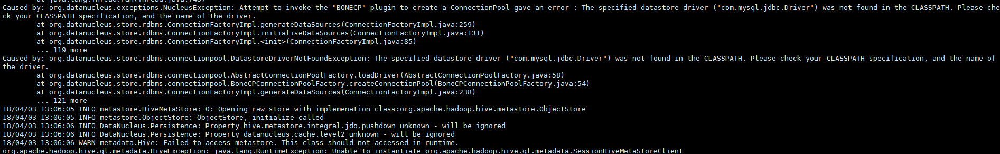 at java.lang.Thread.run(Thread.java:748)
Caused by: org.datanucleus.exceptions.NucleusException: Attempt to invoke the "BONECP" plugin to create a ConnectionPool gave an error : The specified datastore driver ("com.mysql.jdbc.Driver") was not found in the CLASSPATH. Please che
ck your CLASSPATH specification, and the name of the driver.
at org.datanucleus.store.rdbms.ConnectionFactoryImpl.generateDataSources(ConnectionFactoryImpl.java:259)
at org.datanucleus.store.rdbms.ConnectionFactoryImpl.initialiseDataSources(ConnectionFactoryImpl.java:131)
at org.datanucleus.store.rdbms.ConnectionFactoryImpl.<init>(ConnectionFactoryImpl.java:85)
... 119 more
Caused by: org.datanucleus.store.rdbms.connectionpool.DatastoreDriverNotFoundException: The specified datastore driver ("com.mysql.jdbc.Driver") was not found in the CLASSPATH. Please check your CLASSPATH specification, and the name of
the driver.
at org.datanucleus.store.rdbms.connectionpool.AbstractConnectionPoolFactory.loadDriver(AbstractConnectionPoolFactory.java:58)
at org.datanucleus.store.rdbms.connectionpool.BoneCPConnectionPoolFactory.createConnectionPool(BoneCPConnectionPoolFactory.java:54)
at org.datanucleus.store.rdbms.ConnectionFactoryImpl.generateDataSources(ConnectionFactoryImpl.java:238)
... 121 more
18/04/03 13:06:05 INFO metastore.HiveMetaStore: 0: Opening raw store with implemenation class:org.apache.hadoop.hive.metastore.ObjectStore
18/04/03 13:06:05 INFO metastore.ObjectStore: ObjectStore, initialize called
18/04/03 13:06:06 INFO DataNucleus.Persistence: Property hive.metastore.integral.jdo.pushdown unknown - will be ignored
18/04/03 13:06:06 INFO DataNucleus.Persistence: Property datanucleus.cache.level2 unknown - will be ignored
18/04/03 13:06:06 WARN metadata.Hive: Failed to access metastore. This class should not accessed in runtime.
org.apache.hadoop.hive.ql.metadata.HiveException: java.lang.RuntimeException: Unable to instantiate org.apache.hadoop.hive.ql.metadata.SessionHiveMetaStoreClient